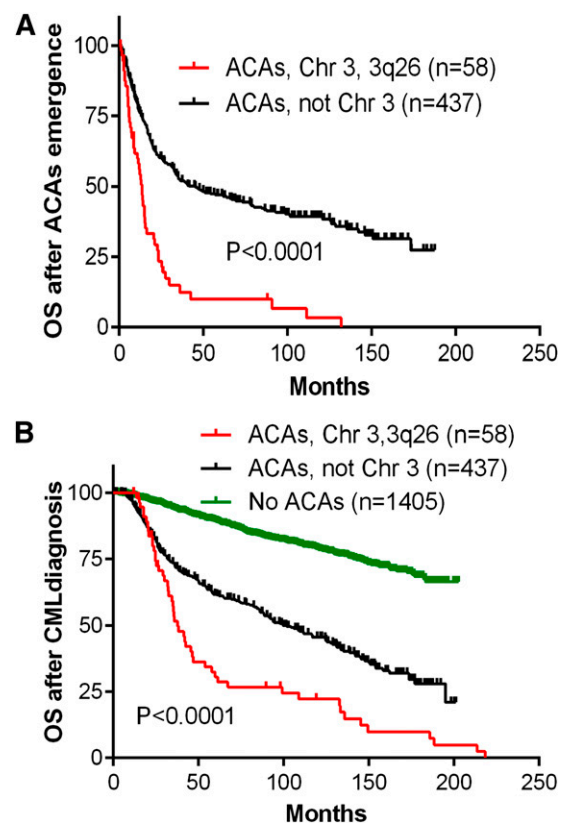 A
OS after ACAs emergence
100
75
50
25
0
ACAs, Chr 3, 3q26 (n=58)
ACAs, not Chr 3 (n=437)
P<0.0001
0 50 100 150 200 250
Months
B
OS after CMLdiagnosis
ACAs, Chr 3,3q26 (n=58)
ACAs, not Chr 3 (n=437)
No ACAs (n=1405)
100
75
50
25
0
P<0.0001
0 50 100 150 200 250
Months